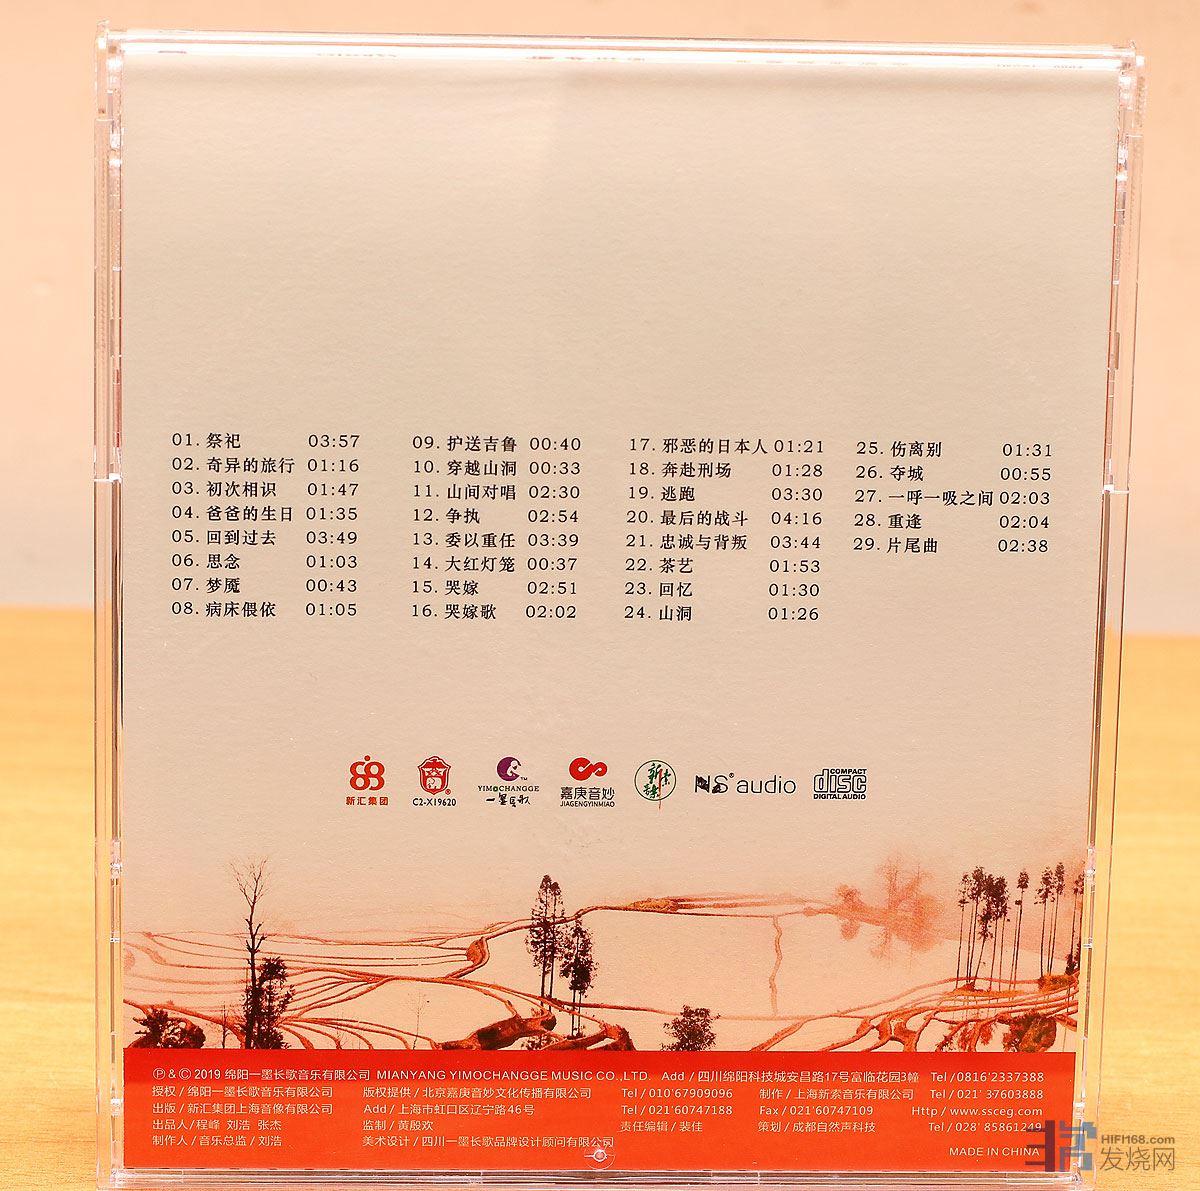 01. 祭祀 03:57
02. 奇异的旅行 01:16
03. 初次相识 01:47
04. 爸爸的生日 01:35
05. 回到过去 03:49
06. 思念 01:03
07. 梦魇 00:43
08. 病床偎依 01:05
09. 护送吉鲁 00:40
10. 穿越山洞 00:33
11. 山间对唱 02:30
12. 争执 02:54
13. 委以重任 03:39
14. 大红灯笼 00:37
15. 哭嫁 02:51
16. 哭嫁歌 02:02
17. 邪恶的日本人 01:21
18. 奔赴刑场 01:28
19. 逃跑 03:30
20. 最后的战斗 04:16
21. 忠诚与背叛 03:44
22. 茶艺 01:53
23. 回忆 01:30
24. 山洞 01:26
25. 伤离别 01:31
26. 夺城 00:55
27. 一呼一吸之间 02:03
28. 重逢 02:04
29. 片尾曲 02:38
新汇集团
C2-X19620
YIMOCHANGGE™
一墨长歌
嘉庚音妙
JIAGENGYINMIAO
NS® audio
COMPACT
disc
DIGITAL AUDIO
Ⓟ & © 2019 绵阳一墨长歌音乐有限公司 MIANYANG YIMOCHANGGE MUSIC CO.,LTD. Add / 四川绵阳科技城安昌路17号富临花园3幢 Tel /0816'2337388
授权 / 绵阳一墨长歌音乐有限公司 版权提供 / 北京嘉庚音妙文化传播有限公司 Tel / 010'67909096 制作 / 上海新索音乐有限公司 Tel / 021' 37603888
出版 / 新汇集团上海音像有限公司 Add / 上海市虹口区辽宁路46号 Tel / 021'60747188 Fax / 021'60747109 Http / www.ssceg.com
出品人 / 程峰 刘浩 张杰 监制 / 黄殷欢 责任编辑 / 裴佳 策划 / 成都自然声科技 Tel / 028' 85861249
制作人 / 音乐总监 / 刘浩 美术设计 / 四川一墨长歌品牌设计顾问有限公司
MADE IN CHINA
HIFI168.com
发烧网